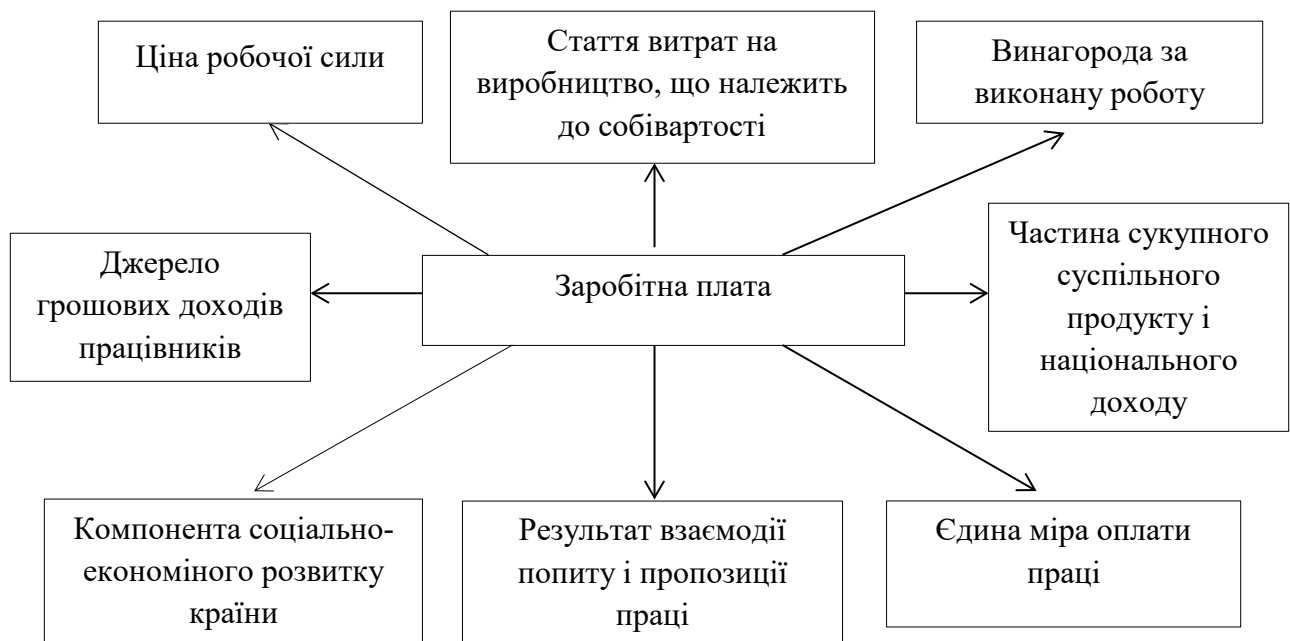 Ціна робочої сили
Стаття витрат на
виробництво, що належить
до собівартості
Винагорода за
виконану роботу
Джерело
грошових доходів
працівників
Заробітна плата
Частина сукупного
суспільного
продукту і
національного
доходу
Компонента соціально-
економіного розвитку
країни
Результат взаємодії
попиту і пропозиції
праці
Єдина міра оплати
праці